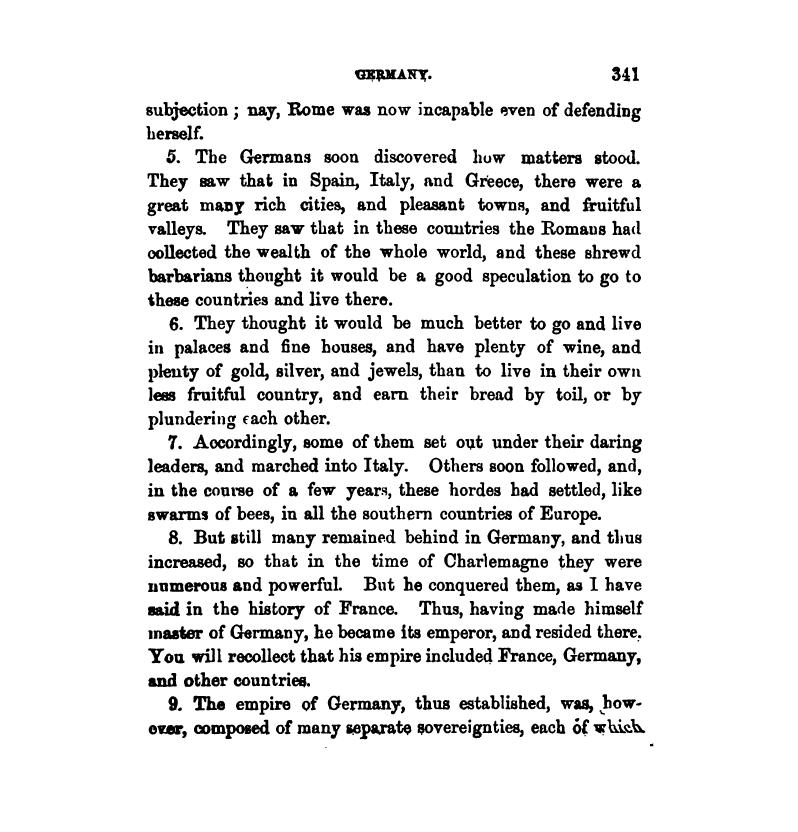 GERMANY. 341
subjection ; nay, Rome was now incapable even of defending
herself.
5. The Germans soon discovered how matters stood.
They saw that in Spain, Italy, and Greece, there were a
great many rich cities, and pleasant towns, and fruitful
valleys. They saw that in these countries the Romans had
collected the wealth of the whole world, and these shrewd
barbarians thought it would be a good speculation to go to
these countries and live there.
6. They thought it would be much better to go and live
in palaces and fine houses, and have plenty of wine, and
plenty of gold, silver, and jewels, than to live in their own
less fruitful country, and earn their bread by toil, or by
plundering each other.
7. Accordingly, some of them set out under their daring
leaders, and marched into Italy. Others soon followed, and,
in the course of a few years, these hordes had settled, like
swarms of bees, in all the southern countries of Europe.
8. But still many remained behind in Germany, and thus
increased, so that in the time of Charlemagne they were
numerous and powerful. But he conquered them, as I have
said in the history of France. Thus, having made himself
master of Germany, he became its emperor, and resided there.
You will recollect that his empire included France, Germany,
and other countries.
9. The empire of Germany, thus established, was, how-
ever, composed of many separate sovereignties, each of which